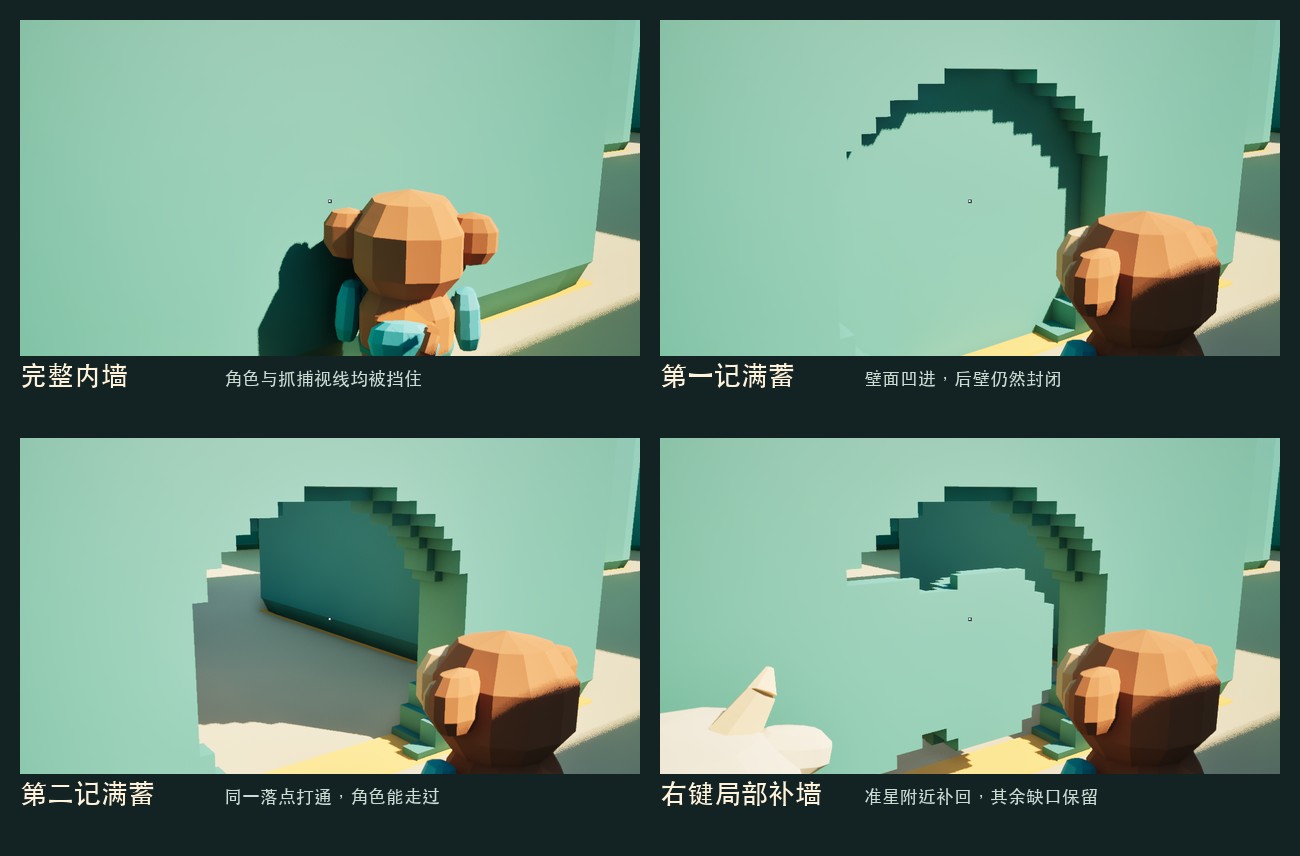 完整内墙
角色与抓捕视线均被挡住
第一记满蓄
壁面凹进，后壁仍然封闭
第二记满蓄
同一落点打通，角色能走过
右键局部补墙
准星附近补回，其余缺口保留